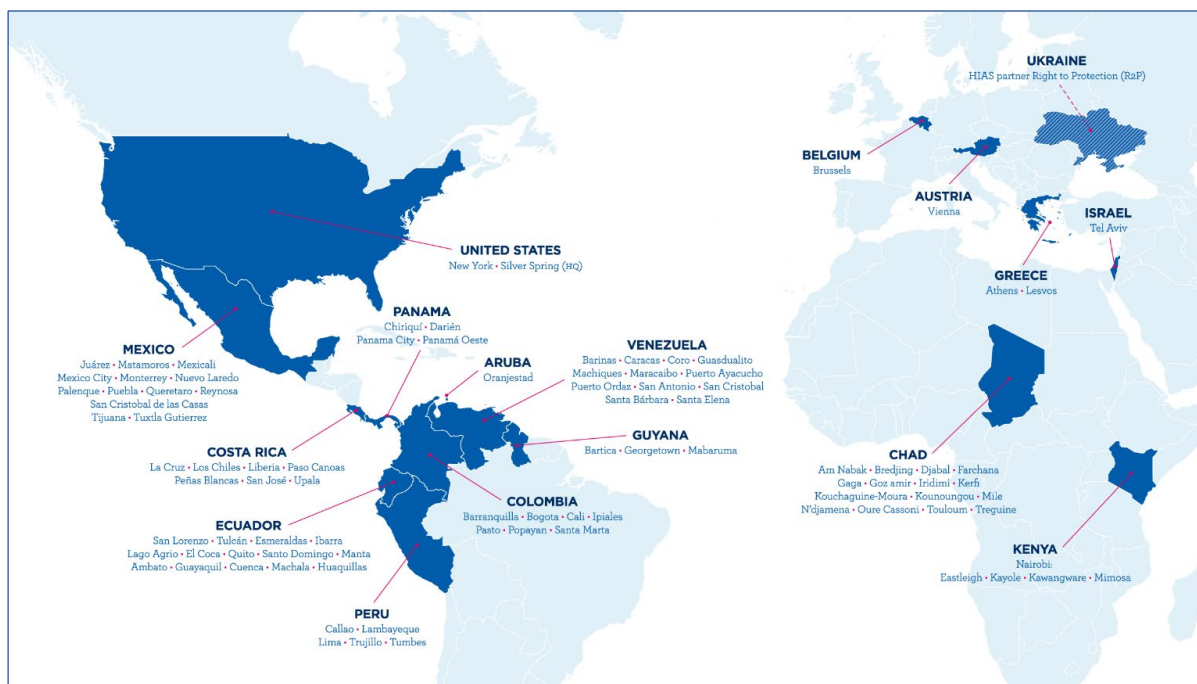 UNITED STATES
New York • Silver Spring (HQ)
MEXICO
Juárez • Matamoros • Mexicali
Mexico City • Monterrey • Nuevo Laredo
Palenque • Puebla • Queretaro • Reynosa
San Cristobal de las Casas
Tijuana • Tuxtla Gutierrez
PANAMA
Chiriquí • Darién
Panama City • Panamá Oeste
ARUBA
Oranjestad
VENEZUELA
Barinas • Caracas • Coro • Guasdualito
Machiques • Maracaibo • Puerto Ayacucho
Puerto Ordaz • San Antonio • San Cristobal
Santa Bárbara • Santa Elena
COSTA RICA
La Cruz • Los Chiles • Liberia • Paso Canoas
Peñas Blancas • San José • Upala
GUYANA
Bartica • Georgetown • Mabaruma
COLOMBIA
Barranquilla • Bogota • Cali • Ipiales
Pasto • Popayan • Santa Marta
ECUADOR
San Lorenzo • Tulcán • Esmeraldas • Ibarra
Lago Agrio • El Coca • Quito • Santo Domingo • Manta
Ambato • Guayaquil • Cuenca • Machala • Huaquillas
PERU
Callao • Lambayeque
Lima • Trujillo • Tumbes
UKRAINE
HIAS partner Right to Protection (R2P)
BELGIUM
Brussels
AUSTRIA
Vienna
ISRAEL
Tel Aviv
GREECE
Athens • Lesvos
CHAD
Am Nabak • Bredjing • Djabal • Farchana
Gaga • Goz amir • Iridimi • Kerfi
Kouchaguine-Moura • Kounoungou • Mile
N'djamena • Oure Cassoni • Touloum • Treguine
KENYA
Nairobi:
Eastleigh • Kayole • Kawangware • Mimosa